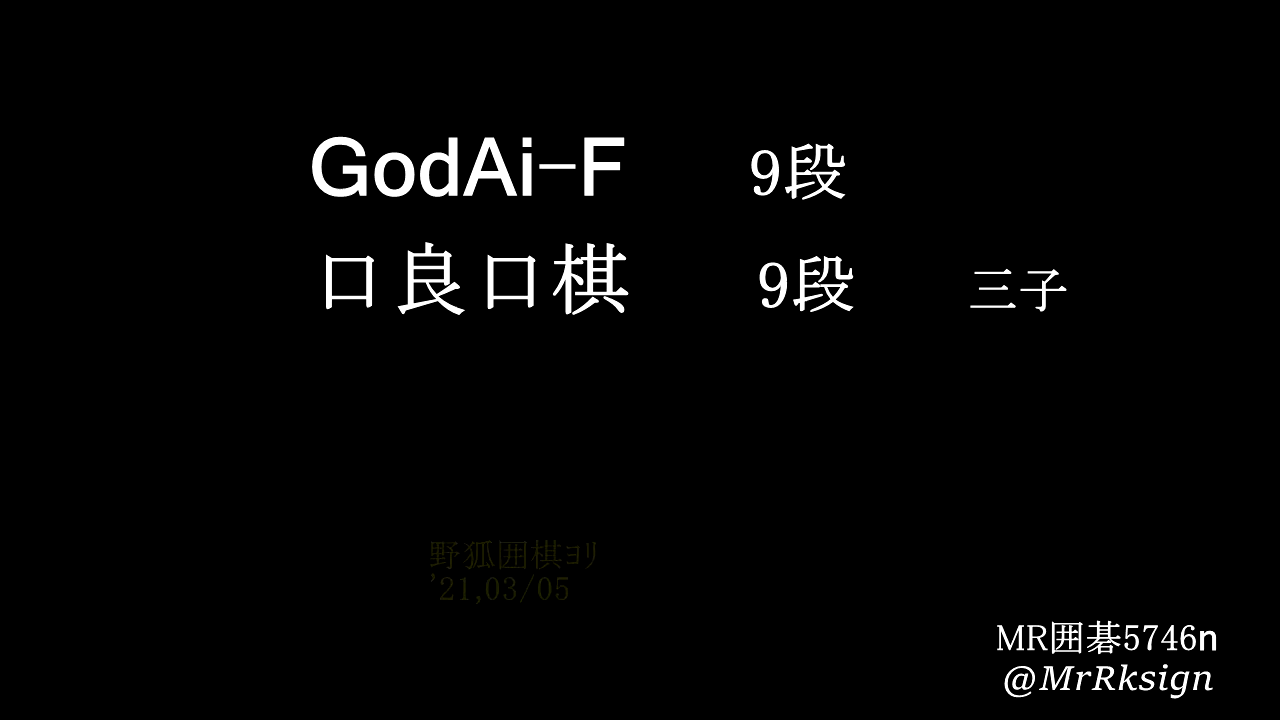 GodAi-F 9段
口良口棋 9段 三子
野狐囲棋ヨリ
'21,03/05
MR囲碁5746n
@MrRksign